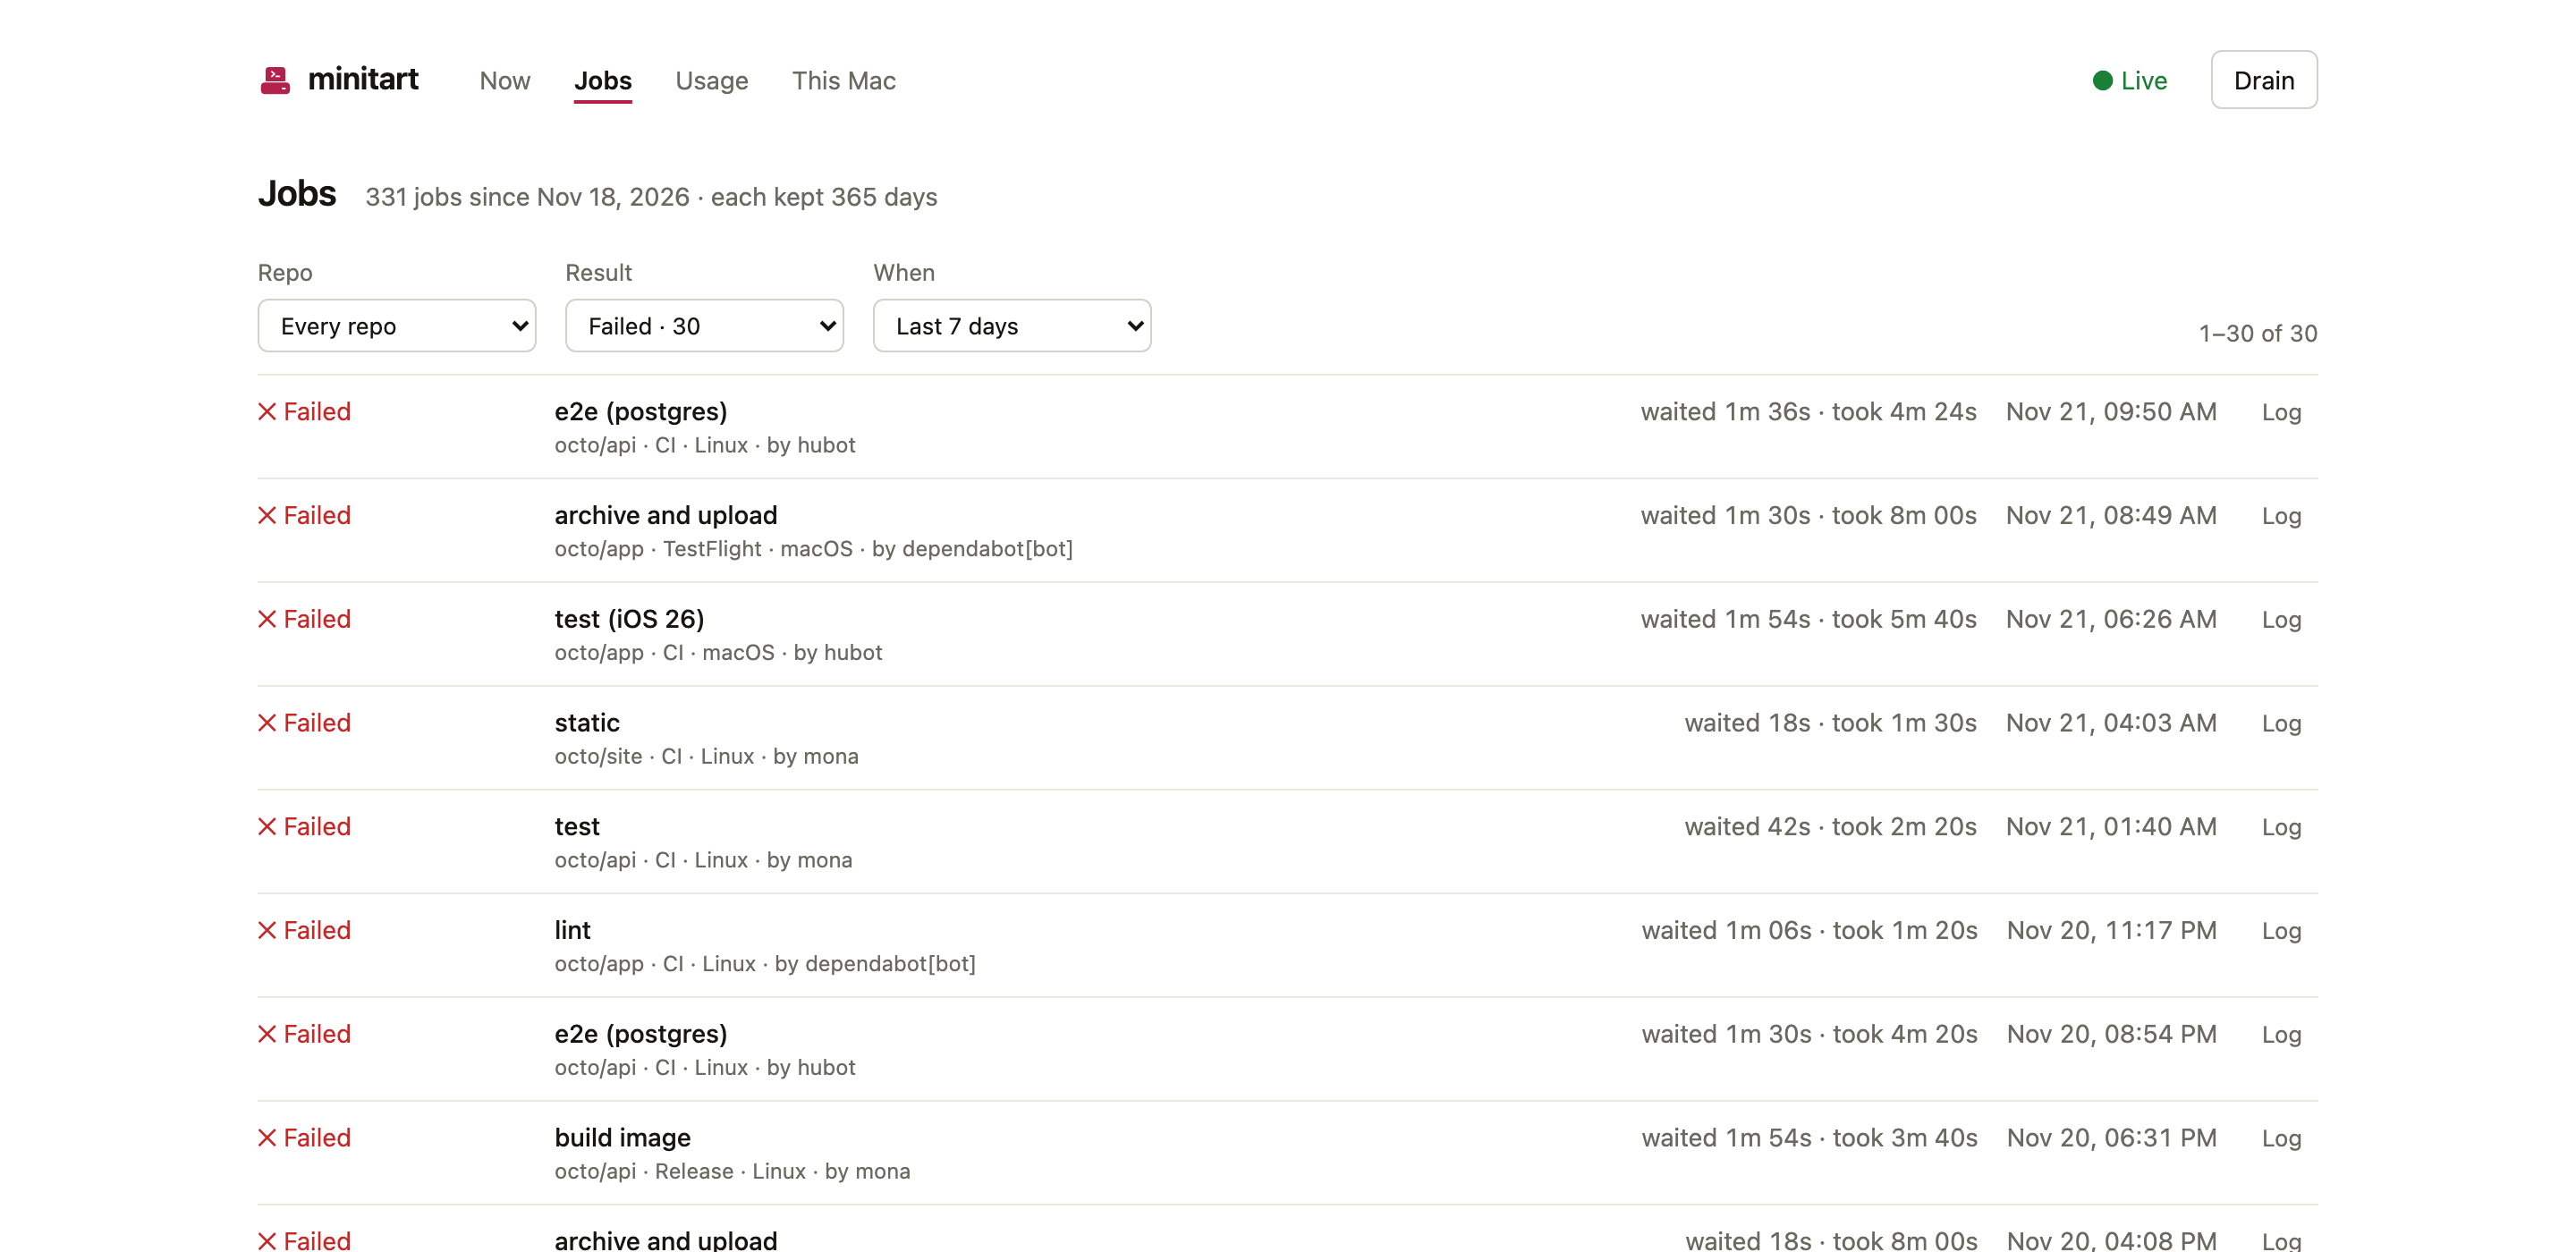 minitart Now Jobs Usage This Mac Live Drain
Jobs 331 jobs since Nov 18, 2026 · each kept 365 days
Repo Result When
Every repo Failed · 30 Last 7 days 1–30 of 30
Failed e2e (postgres) waited 1m 36s · took 4m 24s Nov 21, 09:50 AM Log
octo/api · CI · Linux · by hubot
Failed archive and upload waited 1m 30s · took 8m 00s Nov 21, 08:49 AM Log
octo/app · TestFlight · macOS · by dependabot[bot]
Failed test (iOS 26) waited 1m 54s · took 5m 40s Nov 21, 06:26 AM Log
octo/app · CI · macOS · by hubot
Failed static waited 18s · took 1m 30s Nov 21, 04:03 AM Log
octo/site · CI · Linux · by mona
Failed test waited 42s · took 2m 20s Nov 21, 01:40 AM Log
octo/api · CI · Linux · by mona
Failed lint waited 1m 06s · took 1m 20s Nov 20, 11:17 PM Log
octo/app · CI · Linux · by dependabot[bot]
Failed e2e (postgres) waited 1m 30s · took 4m 20s Nov 20, 08:54 PM Log
octo/api · CI · Linux · by hubot
Failed build image waited 1m 54s · took 3m 40s Nov 20, 06:31 PM Log
octo/api · Release · Linux · by mona
Failed archive and upload waited 18s · took 8m 00s Nov 20, 04:08 PM Log